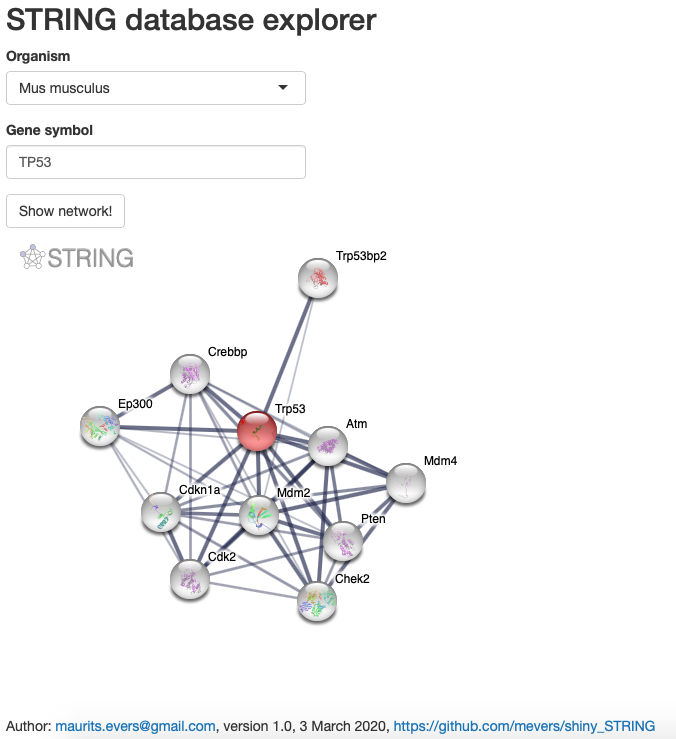 STRING database explorer
Organism
Mus musculus
Gene symbol
TP53
Show network!
STRING
Trp53bp2
Crebbp
Ep300
Trp53
Atm
Mdm4
Cdkn1a
Mdm2
Pten
Cdk2
Chek2
Author: maurits.evers@gmail.com, version 1.0, 3 March 2020, https://github.com/mevers/shiny_STRING